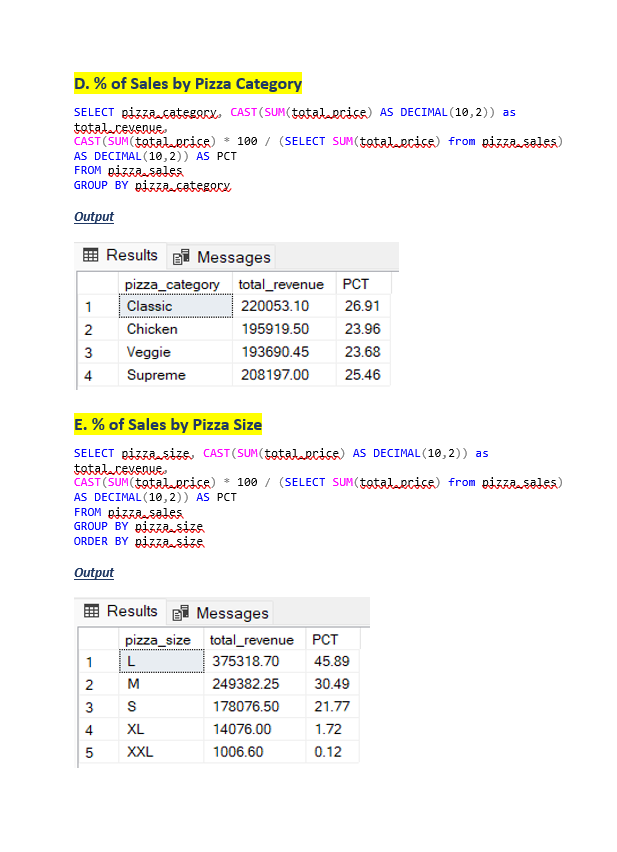 D. % of Sales by Pizza Category
SELECT pizza_category, CAST(SUM(total_price) AS DECIMAL(10,2)) as
total_revenue,
CAST(SUM(total_price) * 100 / (SELECT SUM(total_price) from pizza_sales)
AS DECIMAL(10,2)) AS PCT
FROM pizza_sales
GROUP BY pizza_category
Output
Results Messages
pizza_category total_revenue PCT
1 Classic 220053.10 26.91
2 Chicken 195919.50 23.96
3 Veggie 193690.45 23.68
4 Supreme 208197.00 25.46
E. % of Sales by Pizza Size
SELECT pizza_size, CAST(SUM(total_price) AS DECIMAL(10,2)) as
total_revenue,
CAST(SUM(total_price) * 100 / (SELECT SUM(total_price) from pizza_sales)
AS DECIMAL(10,2)) AS PCT
FROM pizza_sales
GROUP BY pizza_size
ORDER BY pizza_size
Output
Results Messages
pizza_size total_revenue PCT
1 L 375318.70 45.89
2 M 249382.25 30.49
3 S 178076.50 21.77
4 XL 14076.00 1.72
5 XXL 1006.60 0.12